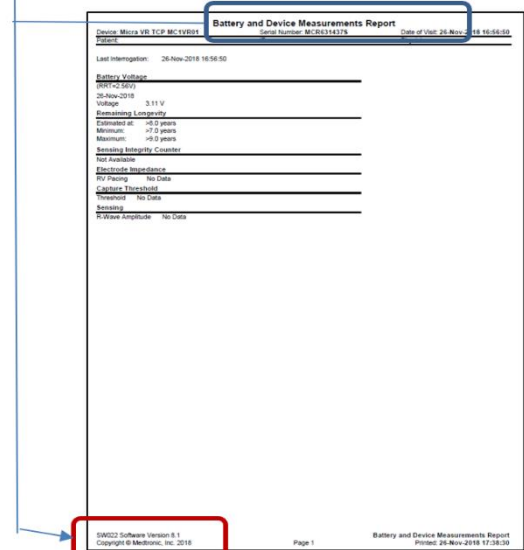 Battery and Device Measurements Report
Device: Micra VR TCP MC1VR01 Serial Number: MCR6314375 Date of Visit: 26-Nov-2018 16:56:50
Patient:
Last Interrogation: 26-Nov-2018 16:56:50
Battery Voltage
(RRT=2.56V)
26-Nov-2018
Voltage 3.11 V
Remaining Longevity
Estimated at: >8.0 years
Minimum: >7.0 years
Maximum: >9.0 years
Sensing Integrity Counter
Not Available
Electrode Impedance
RV Pacing No Data
Capture Threshold
Threshold No Data
Sensing
R-Wave Amplitude No Data
SW022 Software Version 8.1 Battery and Device Measurements Report
Copyright © Medtronic, Inc. 2018 Page 1 Printed: 26-Nov-2018 17:38:30